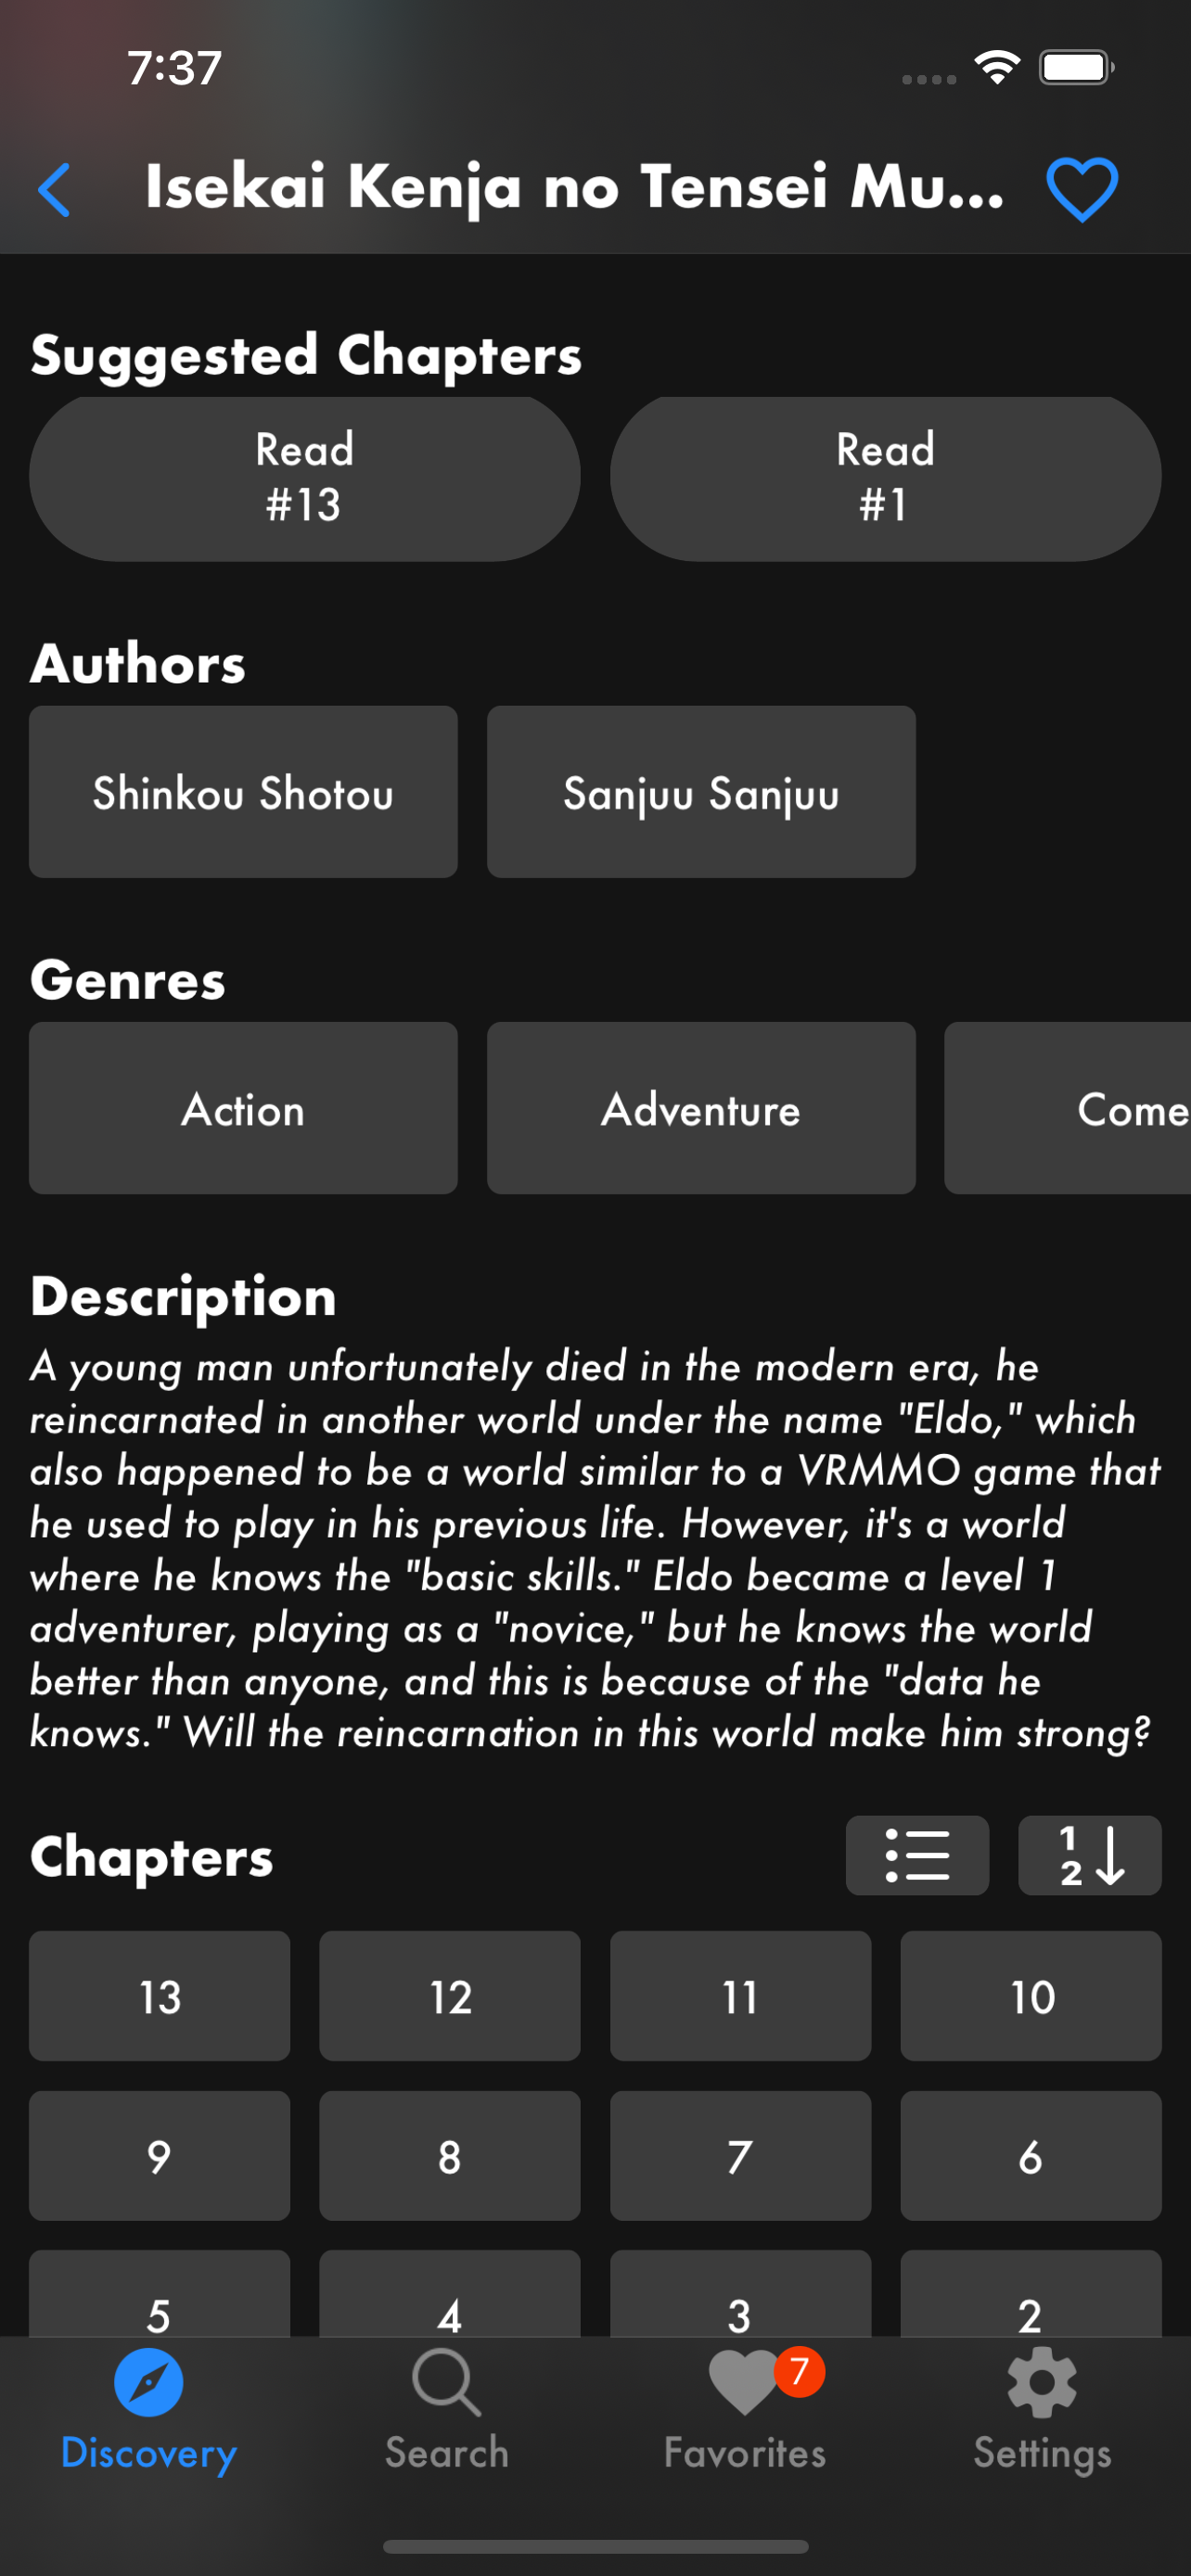 7:37
Isekai Kenja no Tensei Mu...
Suggested Chapters
Read
#13
Read
#1
Authors
Shinkou Shotou
Sanjuu Sanjuu
Genres
Action
Adventure
Come
Description
A young man unfortunately died in the modern era, he
reincarnated in another world under the name "Eldo," which
also happened to be a world similar to a VRMMO game that
he used to play in his previous life. However, it's a world
where he knows the "basic skills." Eldo became a level 1
adventurer, playing as a "novice," but he knows the world
better than anyone, and this is because of the "data he
knows." Will the reincarnation in this world make him strong?
Chapters
1
2
13
12
11
10
9
8
7
6
5
4
3
2
7
Discovery
Search
Favorites
Settings